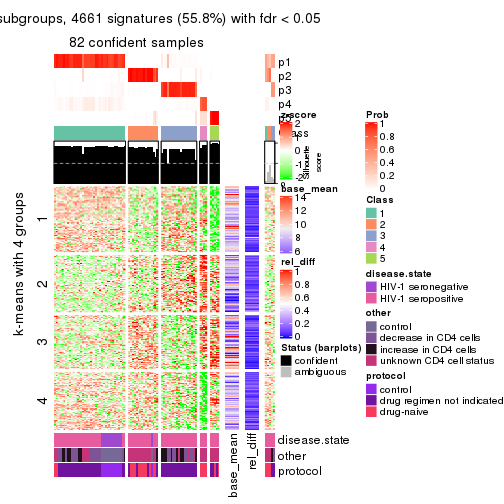 subgroups, 4661 signatures (55.8%) with fdr < 0.05
82 confident samples
p1
p2
p3
p4
z-score
2
1
0
-1
-2
Silhouette
score
1
0.5
0
base_mean
14
12
10
8
6
rel_diff
1
0.8
0.6
0.4
0.2
0
Status (barplots)
confident
ambiguous
Prob
1
0.8
0.6
0.4
0.2
0
Class
1
2
3
4
5
disease.state
HIV-1 seronegative
HIV-1 seropositive
other
control
decrease in CD4 cells
increase in CD4 cells
unknown CD4 cell status
protocol
control
drug regimen not indicated
drug-naive
k-means with 4 groups
1
2
3
4
disease.state
other
protocol
base_mean
rel_diff